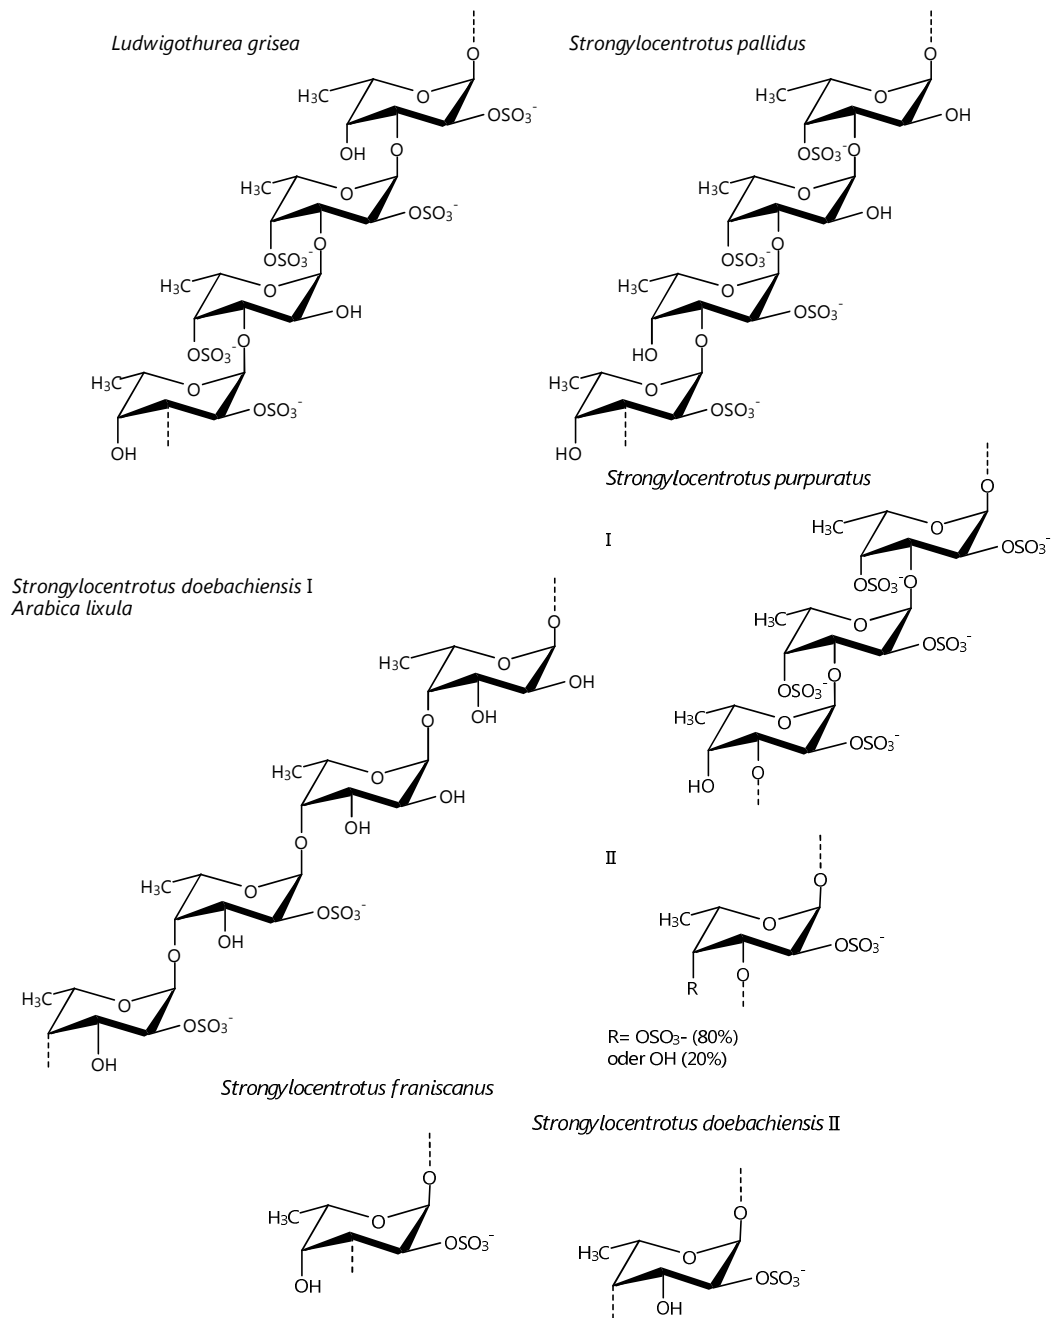 Ludwigothurea grisea
O
H₃C
O
OSO₃⁻
OH
O
H₃C
O
OSO₃⁻
OSO₃⁻
O
H₃C
O
OH
OSO₃⁻
O
H₃C
O
OSO₃⁻
OH
Strongylocentrotus pallidus
O
H₃C
O
OH
OSO₃⁻
O
H₃C
O
OH
OSO₃⁻
O
H₃C
O
OSO₃⁻
HO
O
H₃C
O
OSO₃⁻
HO
Strongylocentrotus purpuratus
I
O
H₃C
O
OSO₃⁻
OSO₃⁻
O
H₃C
O
OSO₃⁻
OSO₃⁻
O
H₃C
O
OSO₃⁻
HO
O
II
O
H₃C
O
OSO₃⁻
R
O
R= OSO₃- (80%)
oder OH (20%)
Strongylocentrotus doebachiensis I
Arabica lixula
O
H₃C
O
OH
OH
O
H₃C
O
OH
OH
O
H₃C
O
OSO₃⁻
OH
O
H₃C
O
OSO₃⁻
OH
Strongylocentrotus franiscanus
O
H₃C
O
OSO₃⁻
OH
Strongylocentrotus doebachiensis II
O
H₃C
O
OSO₃⁻
OH